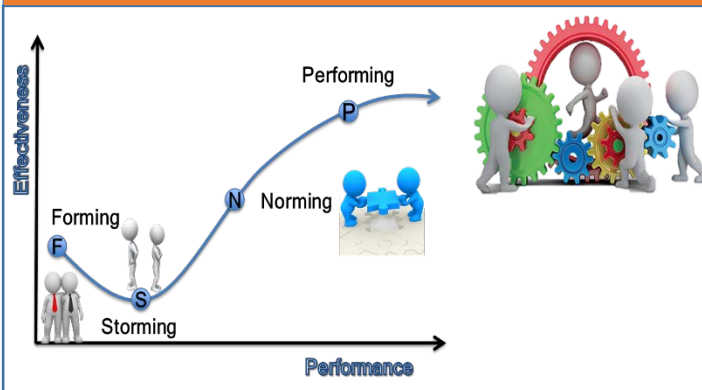 Effectiveness
Performing
P
N
Norming
Forming
F
S
Storming
Performance